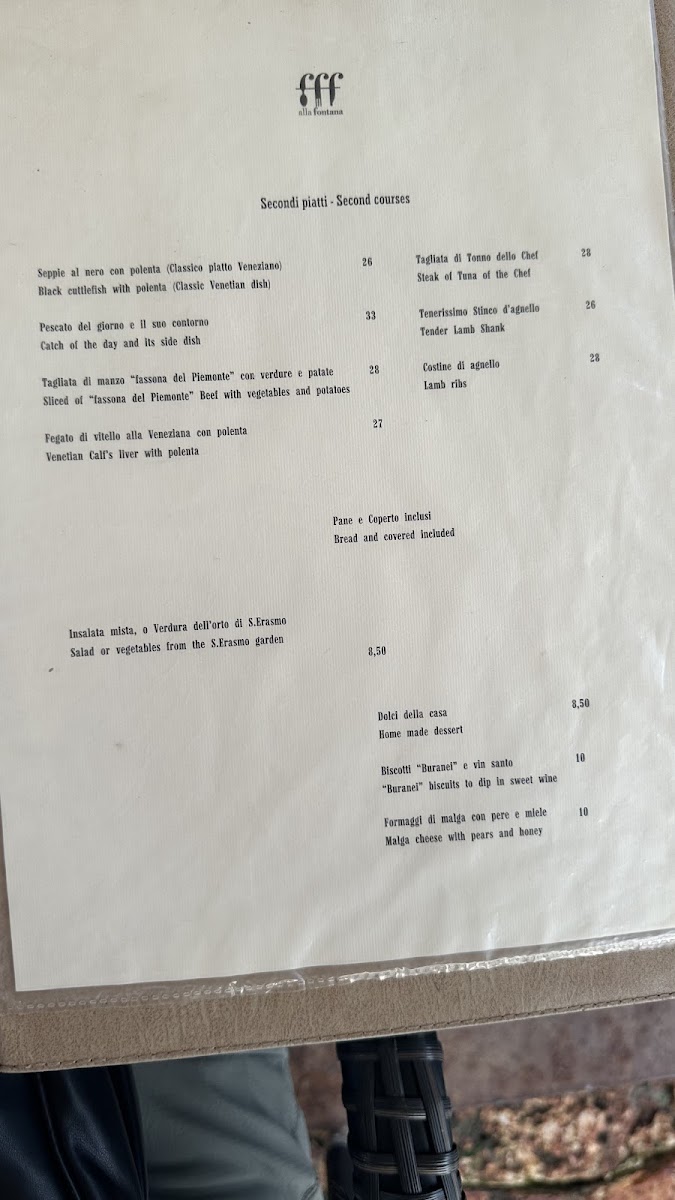 fff
alla fontana
Secondi piatti - Second courses
Seppie al nero con polenta (Classico piatto Veneziano) 26
Black cuttlefish with polenta (Classic Venetian dish)
Pescato del giorno e il suo contorno 33
Catch of the day and its side dish
Tagliata di manzo "fassona del Piemonte" con verdure e patate 28
Sliced of "fassona del Piemonte" Beef with vegetables and potatoes
Fegato di vitello alla Veneziana con polenta 27
Venetian Calf's liver with polenta
Tagliata di Tonno dello Chef 28
Steak of Tuna of the Chef
Tenerissimo Stinco d'agnello 26
Tender Lamb Shank
Costine di agnello 28
Lamb ribs
Pane e Coperto inclusi
Bread and covered included
Insalata mista, o Verdura dell'orto di S.Erasmo
Salad or vegetables from the S.Erasmo garden 8,50
Dolci della casa 8,50
Home made dessert
Biscotti "Buranei" e vin santo 10
"Buranei" biscuits to dip in sweet wine
Formaggi di malga con pere e miele 10
Malga cheese with pears and honey